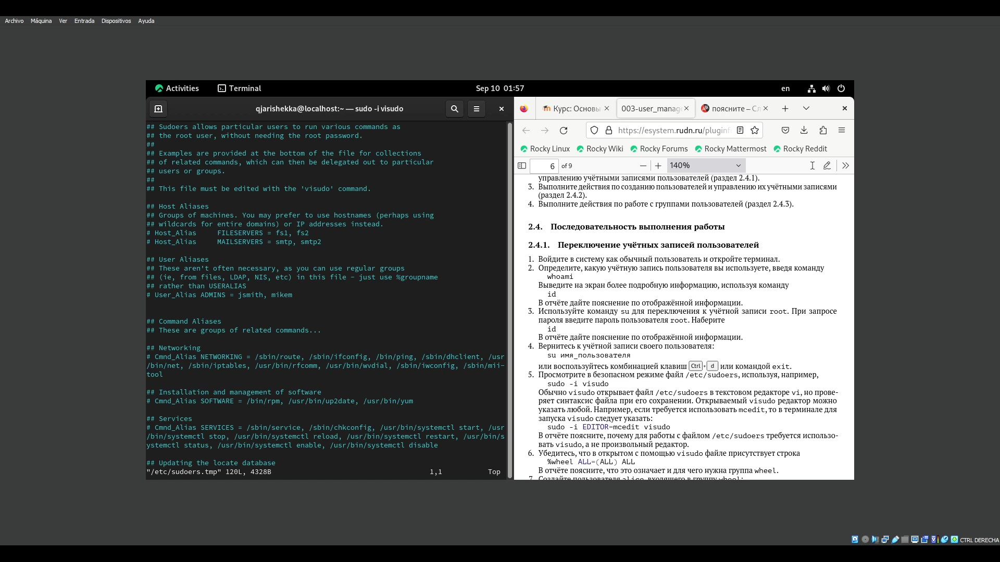 Archivo Máquina Ver Entrada Dispositivos Ayuda
Activities Terminal Sep 10 01:57 en
qjarishekka@localhost:~ — sudo -i visudo
## Sudoers allows particular users to run various commands as
## the root user, without needing the root password.
##
## Examples are provided at the bottom of the file for collections
## of related commands, which can then be delegated out to particular
## users or groups.
##
## This file must be edited with the 'visudo' command.
## Host Aliases
## Groups of machines. You may prefer to use hostnames (perhaps using
## wildcards for entire domains) or IP addresses instead.
# Host_Alias     FILESERVERS = fs1, fs2
# Host_Alias     MAILSERVERS = smtp, smtp2
## User Aliases
## These aren't often necessary, as you can use regular groups
## (ie, from files, LDAP, NIS, etc) in this file - just use %groupname
## rather than USERALIAS
# User_Alias ADMINS = jsmith, mikem
## Command Aliases
## These are groups of related commands...
## Networking
# Cmnd_Alias NETWORKING = /sbin/route, /sbin/ifconfig, /bin/ping, /sbin/dhclient, /usr
/bin/net, /sbin/iptables, /usr/bin/rfcomm, /usr/bin/wvdial, /sbin/iwconfig, /sbin/mii-
tool
## Installation and management of software
# Cmnd_Alias SOFTWARE = /bin/rpm, /usr/bin/up2date, /usr/bin/yum
## Services
# Cmnd_Alias SERVICES = /sbin/service, /sbin/chkconfig, /usr/bin/systemctl start, /usr
/bin/systemctl stop, /usr/bin/systemctl reload, /usr/bin/systemctl restart, /usr/bin/s
ystemctl status, /usr/bin/systemctl enable, /usr/bin/systemctl disable
## Updating the locate database
"/etc/sudoers.tmp" 120L, 4328B 1,1 Top
Курс: Основы 003-user_manag поясните – Сл
https://esystem.rudn.ru/pluginf
Rocky Linux Rocky Wiki Rocky Forums Rocky Mattermost Rocky Reddit
6 of 9 140%
управлению учётными записями пользователей (раздел 2.4.1).
3. Выполните действия по созданию пользователей и управлению их учётными записями
(раздел 2.4.2).
4. Выполните действия по работе с группами пользователей (раздел 2.4.3).
2.4. Последовательность выполнения работы
2.4.1. Переключение учётных записей пользователей
1. Войдите в систему как обычный пользователь и откройте терминал.
2. Определите, какую учётную запись пользователя вы используете, введя команду
whoami
Выведите на экран более подробную информацию, используя команду
id
В отчёте дайте пояснение по отображённой информации.
3. Используйте команду su для переключения к учётной записи root. При запросе
пароля введите пароль пользователя root. Наберите
id
В отчёте дайте пояснение по отображённой информации.
4. Вернитесь к учётной записи своего пользователя:
su имя_пользователя
или воспользуйтесь комбинацией клавиш Ctrl + d или командой exit.
5. Просмотрите в безопасном режиме файл /etc/sudoers, используя, например,
sudo -i visudo
Обычно visudo открывает файл /etc/sudoers в текстовом редакторе vi, но прове-
ряет синтаксис файла при его сохранении. Открываемый visudo редактор можно
указать любой. Например, если требуется использовать mcedit, то в терминале для
запуска visudo следует указать:
sudo -i EDITOR=mcedit visudo
В отчёте поясните, почему для работы с файлом /etc/sudoers требуется использо-
вать visudo, а не произвольный редактор.
6. Убедитесь, что в открытом с помощью visudo файле присутствует строка
%wheel ALL=(ALL) ALL
В отчёте поясните, что это означает и для чего нужна группа wheel.
7. Создайте пользователя alice, входящего в группу wheel:
CTRL DERECHA